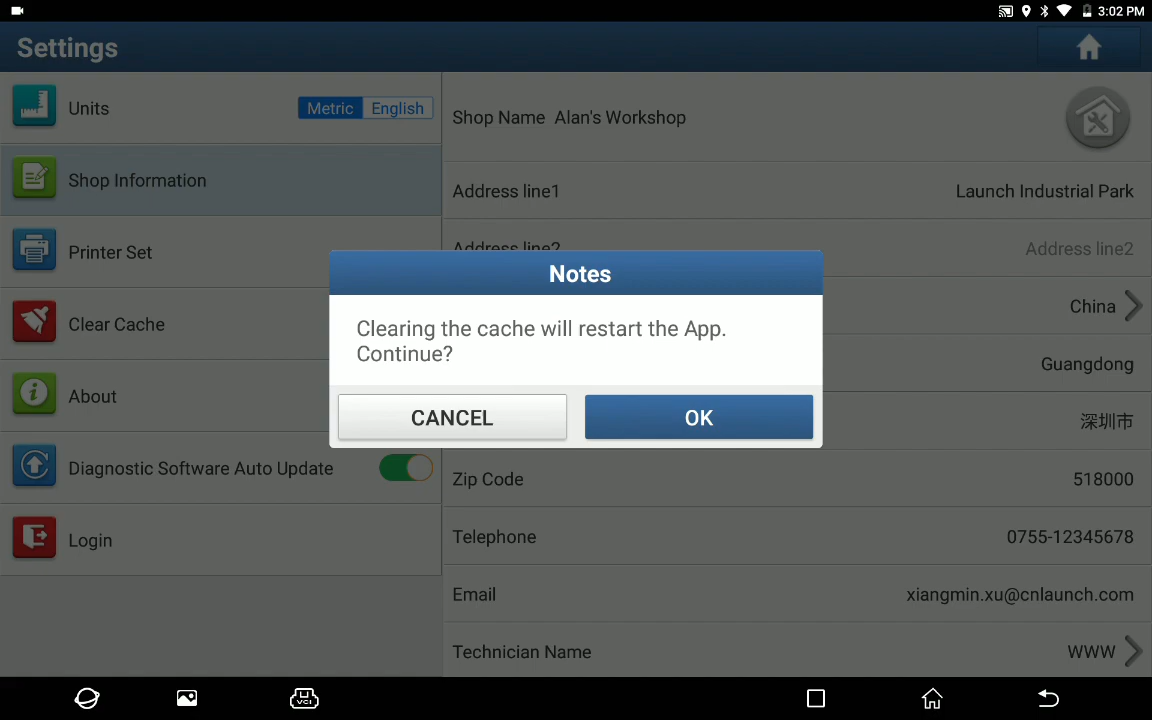 3:02 PM
Settings
Units
Metric English
Shop Information
Printer Set
Clear Cache
About
Diagnostic Software Auto Update
Login
Shop Name Alan's Workshop
Address line1 Launch Industrial Park
Address line2 Address line2
China
Guangdong
深圳市
Zip Code 518000
Telephone 0755-12345678
Email xiangmin.xu@cnlaunch.com
Technician Name WWW
Notes
Clearing the cache will restart the App.
Continue?
CANCEL OK
VCI